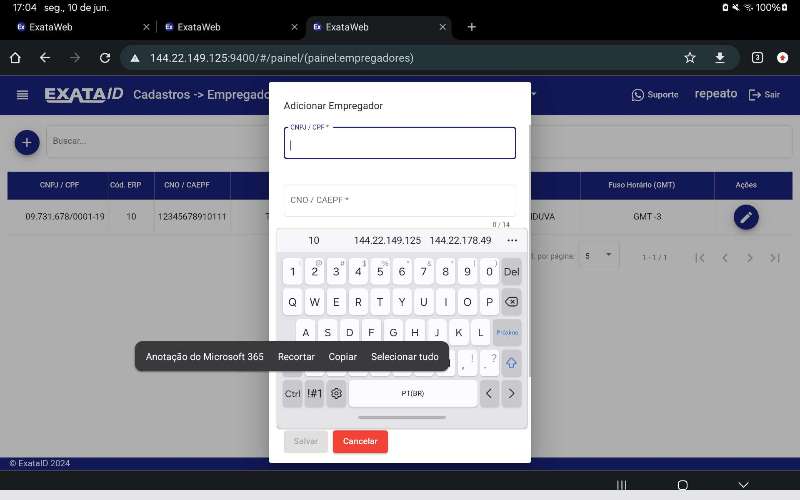 17:04 seg., 10 de jun. 100%
ExataWeb ExataWeb ExataWeb
144.22.149.125:9400/#/painel/(painel:empregadores) 3
EXATAID Cadastros -> Empregado Suporte repeato Sair
Adicionar Empregador
CNPJ / CPF *
Buscar...
CNPJ / CPF Cód. ERP CNO / CAEPF Fuso Horário (GMT) Ações
CNO / CAEPF *
09.731.678/0001-19 10 12345678910111 T NDUVA GMT -3
0 / 14
10 144.22.149.125 144.22.178.49 ...
por página: 5 1 - 1 / 1
1 2 3 4 5 6 7 8 9 0 Del
Q W E R T Y U I O P
A S D F G H J K L Próximo
Anotação do Microsoft 365 Recortar Copiar Selecionar tudo
, ! . ?
Ctrl !#1 PT(BR) < >
Salvar Cancelar
© ExataID 2024